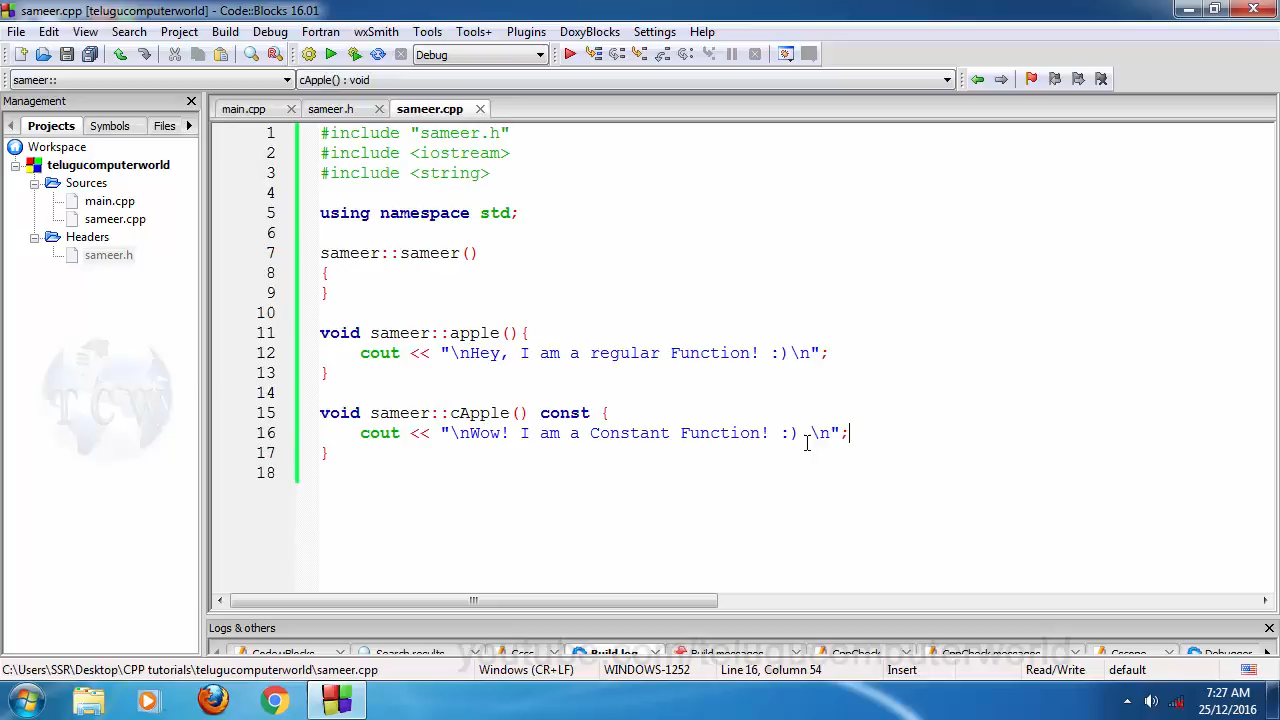 sameer.cpp [telugucomputerworld] - Code::Blocks 16.01
File Edit View Search Project Build Debug Fortran wxSmith Tools Tools+ Plugins DoxyBlocks Settings Help
Debug
sameer:: cApple() : void
Management
main.cpp sameer.h sameer.cpp
Projects Symbols Files
Workspace
telugucomputerworld
Sources
main.cpp
sameer.cpp
Headers
sameer.h
TCW
1 #include "sameer.h"
2 #include <iostream>
3 #include <string>
4
5 using namespace std;
6
7 sameer::sameer()
8 {
9 }
10
11 void sameer::apple(){
12 cout << "\nHey, I am a regular Function! :)\n";
13 }
14
15 void sameer::cApple() const {
16 cout << "\nWow! I am a Constant Function! :) \n";
17 }
18
Logs & others
Code::Blocks Search results Cccc Build log Build messages CppCheck CppCheck messages Cscope Debugger
C:\Users\SSR\Desktop\CPP tutorials\telugucomputerworld\sameer.cpp Windows (CR+LF) WINDOWS-1252 Line 16, Column 54 Insert Read/Write default
7:27 AM
25/12/2016